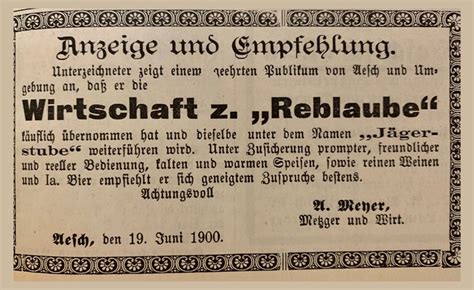 Anzeige und Empfehlung.
Unterzeichneter zeigt einem geehrten Publikum von Aesch und Um-
gebung an, daß er die
Wirtschaft z. „Reblaube“
käuflich übernommen hat und dieselbe unter dem Namen „Jäger-
stube“ weiterführen wird. Unter Zusicherung prompter, freundlicher
und reeller Bedienung, kalten und warmen Speisen, sowie reinen Weinen
und Ia. Bier empfiehlt er sich geneigtem Zuspruche bestens.
Achtungsvoll
A. Meyer,
Metzger und Wirt.
Aesch, den 19. Juni 1900.